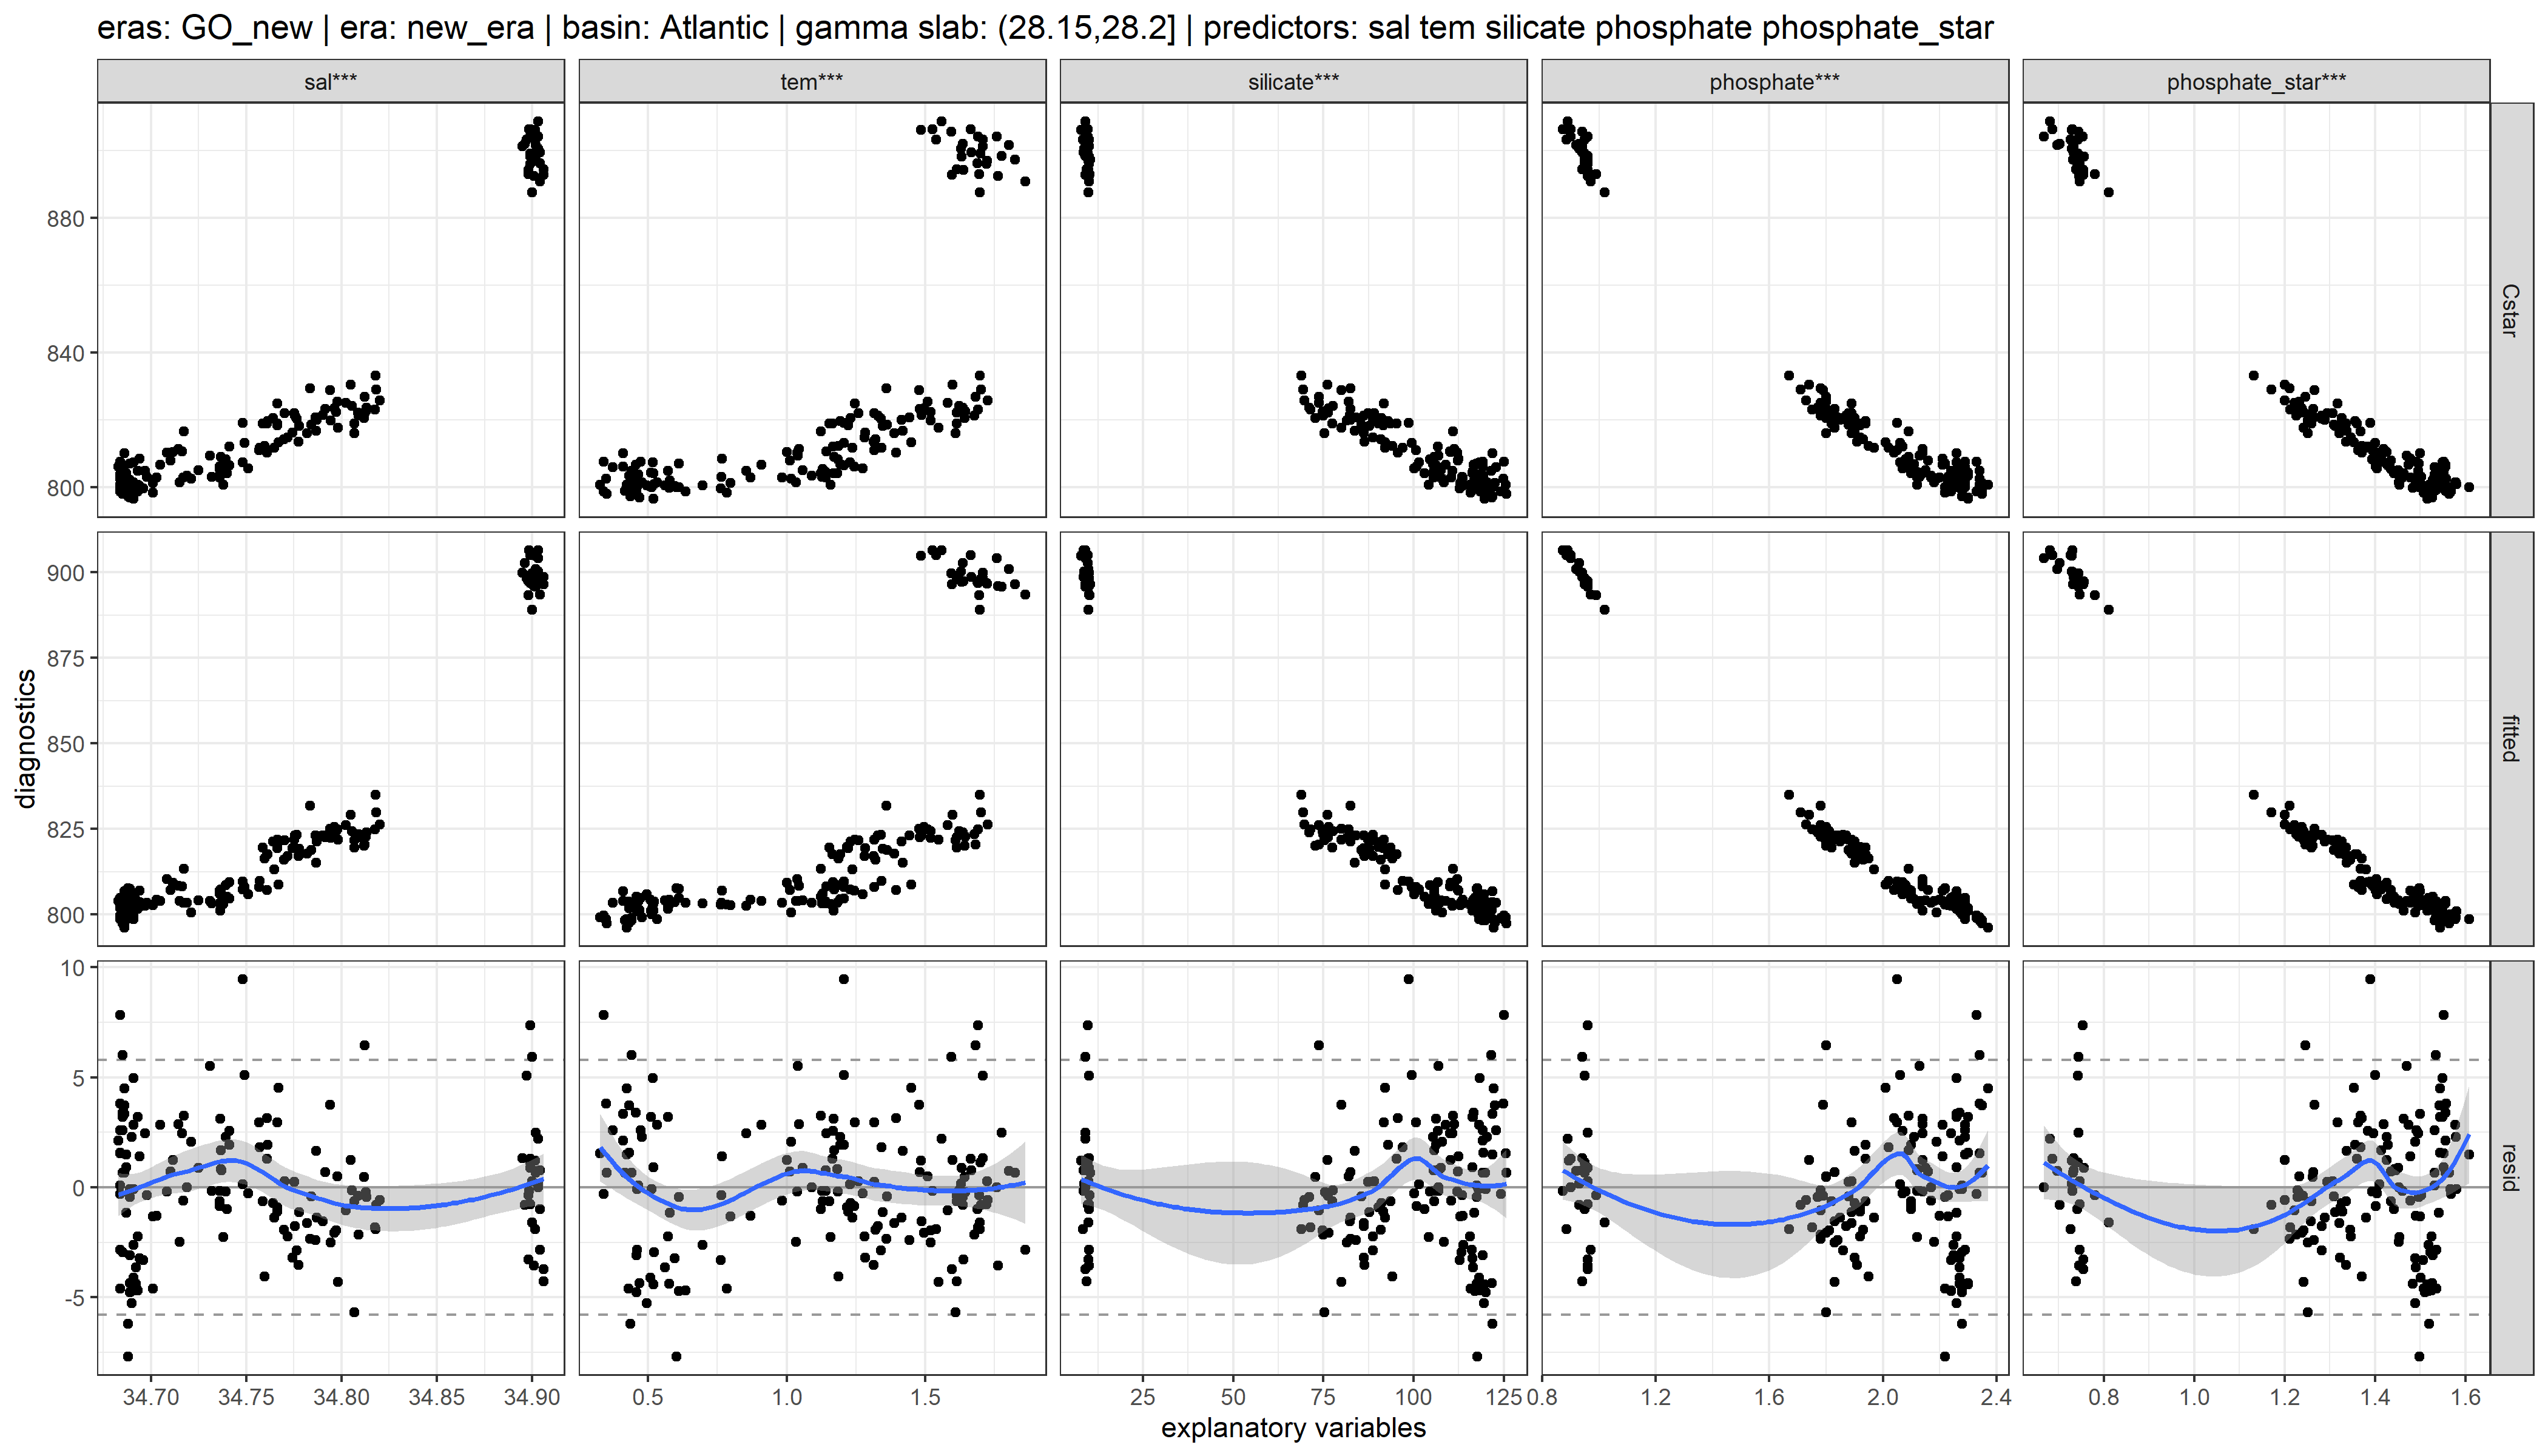 eras: GO_new | era: new_era | basin: Atlantic | gamma slab: (28.15,28.2] | predictors: sal tem silicate phosphate phosphate_star
sal***
tem***
silicate***
phosphate***
phosphate_star***
880
840
800
Cstar
900
875
850
825
800
fitted
10
5
0
-5
resid
diagnostics
34.70 34.75 34.80 34.85 34.90
0.5 1.0 1.5
25 50 75 100 125
0.8 1.2 1.6 2.0 2.4
0.8 1.0 1.2 1.4 1.6
explanatory variables